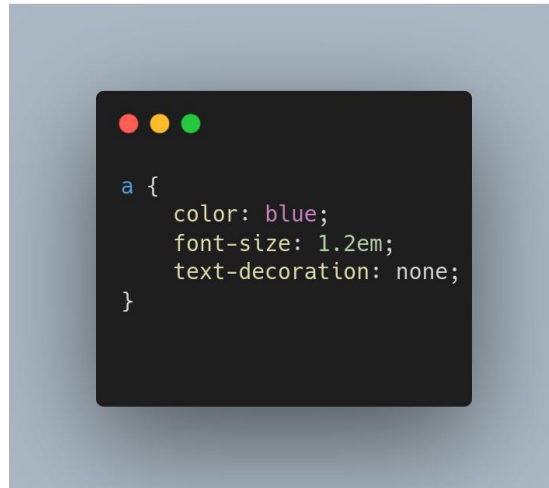 a {
    color: blue;
    font-size: 1.2em;
    text-decoration: none;
}